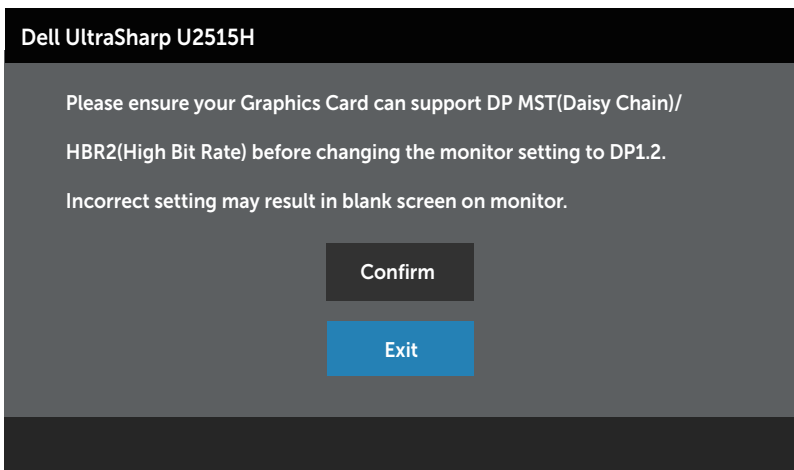 Dell UltraSharp U2515H
Please ensure your Graphics Card can support DP MST(Daisy Chain)/
HBR2(High Bit Rate) before changing the monitor setting to DP1.2.
Incorrect setting may result in blank screen on monitor.
Confirm
Exit